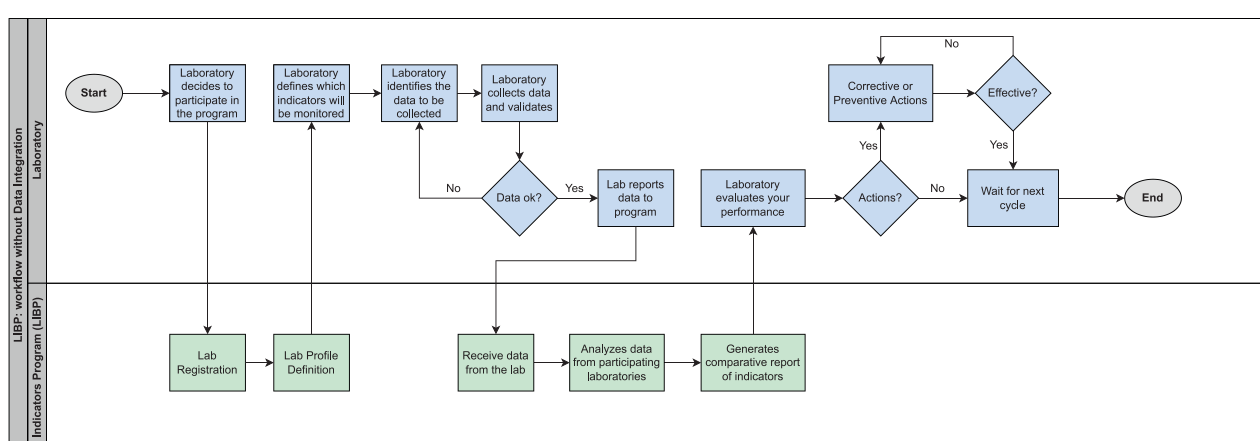 LIBP: workflow without Data Integration
Laboratory
Start
Laboratory
decides to
participate in
the program
Laboratory
defines which
indicators will
be monitored
Laboratory
identifies the
data to be
collected
Laboratory
collects data
and validates
Data ok?
No
Yes
Lab reports
data to
program
Laboratory
evaluates your
performance
Actions?
Yes
No
Corrective or
Preventive Actions
Effective?
No
Yes
Wait for next
cycle
End
Indicators Program (LIBP)
Lab
Registration
Lab Profile
Definition
Receive data
from the lab
Analyzes data
from participating
laboratories
Generates
comparative report
of indicators